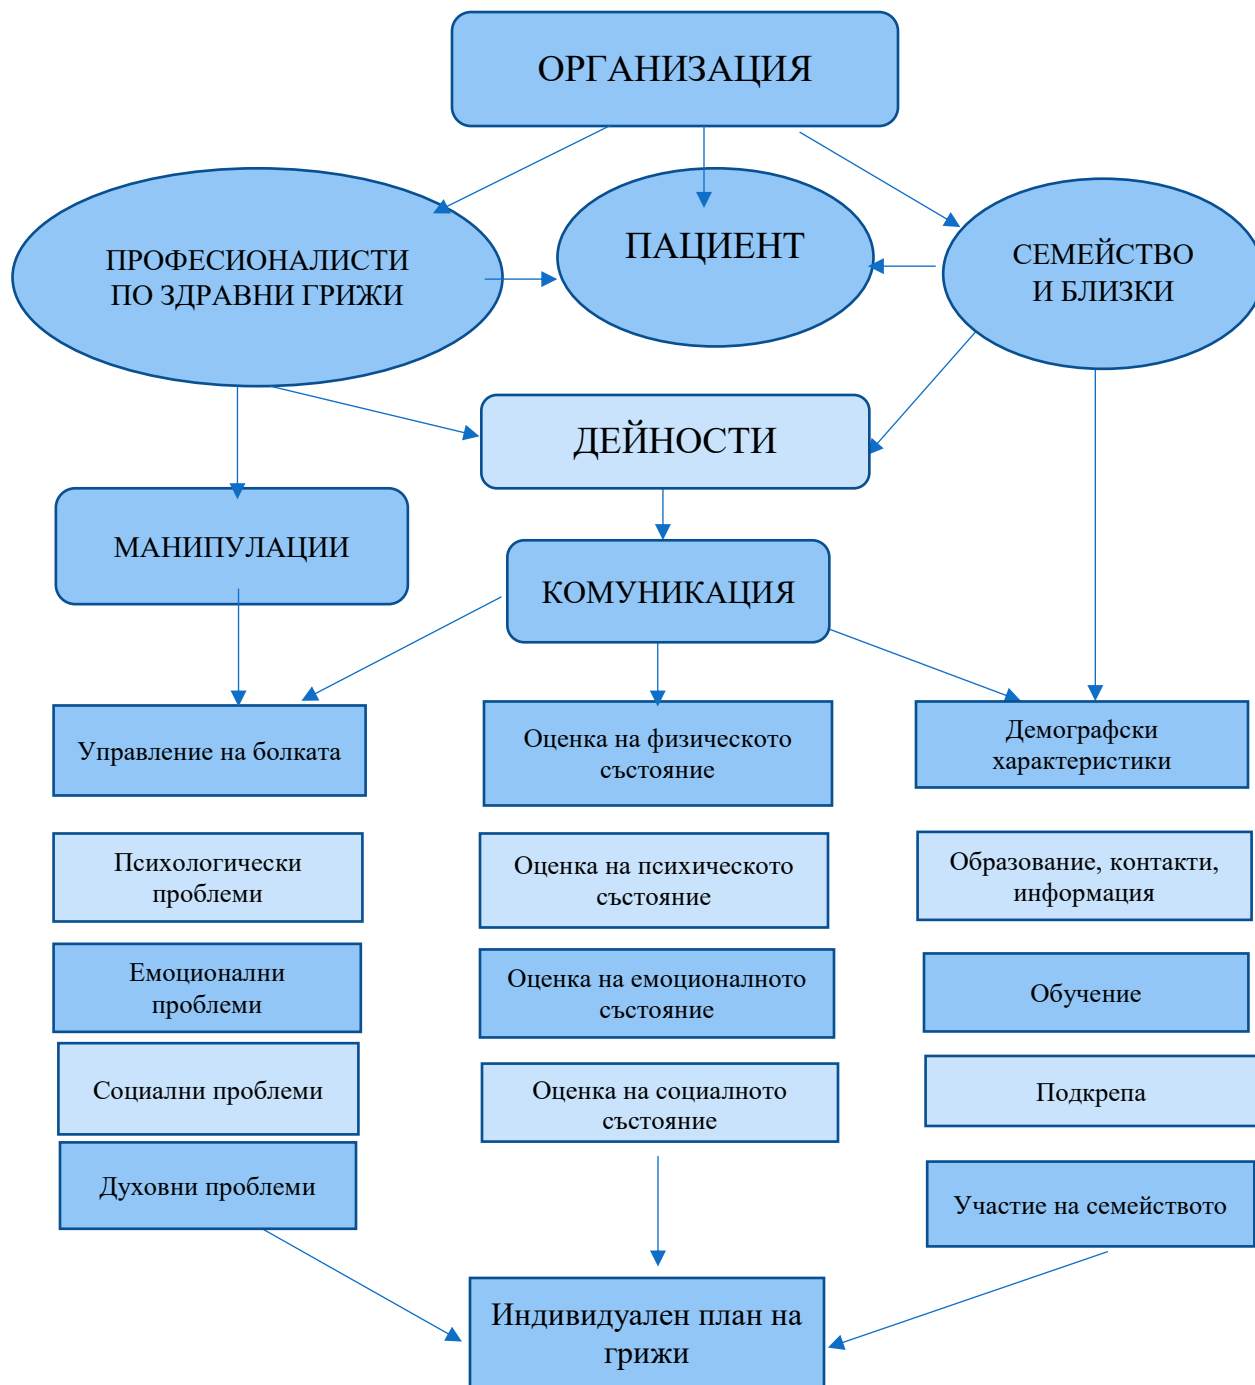 ОРГАНИЗАЦИЯ
ПРОФЕСИОНАЛИСТИ
ПО ЗДРАВНИ ГРИЖИ
ПАЦИЕНТ
СЕМЕЙСТВО
И БЛИЗКИ
ДЕЙНОСТИ
МАНИПУЛАЦИИ
КОМУНИКАЦИЯ
Управление на болката
Оценка на физическото
състояние
Демографски
характеристики
Психологически
проблеми
Оценка на психическото
състояние
Образование, контакти,
информация
Емоционални
проблеми
Оценка на емоционалното
състояние
Обучение
Социални проблеми
Оценка на социалното
състояние
Подкрепа
Духовни проблеми
Участие на семейството
Индивидуален план на
грижи